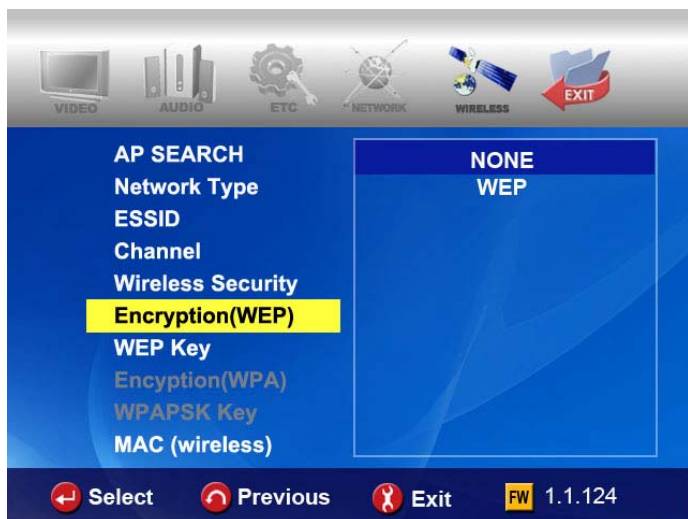 VIDEO AUDIO ETC NETWORK WIRELESS EXIT
AP SEARCH
NONE
Network Type
WEP
ESSID
Channel
Wireless Security
Encryption(WEP)
WEP Key
Encyption(WPA)
WPAPSK Key
MAC (wireless)
Select Previous Exit FW 1.1.124